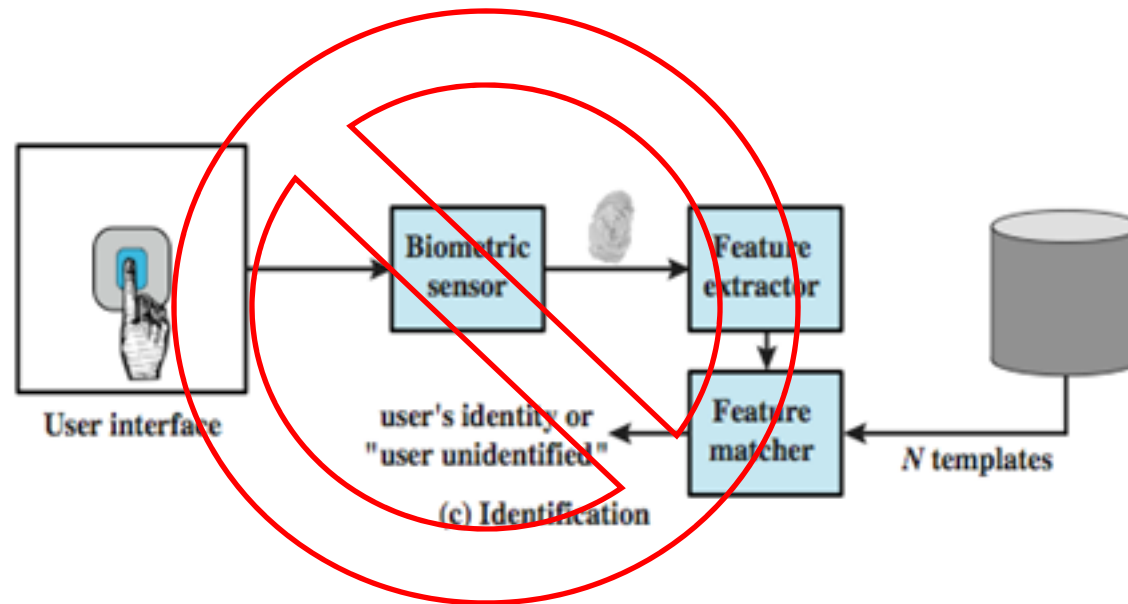 Biometric
sensor
Feature
extractor
User interface
user's identity or
"user unidentified"
Feature
matcher
N templates
(c) Identification